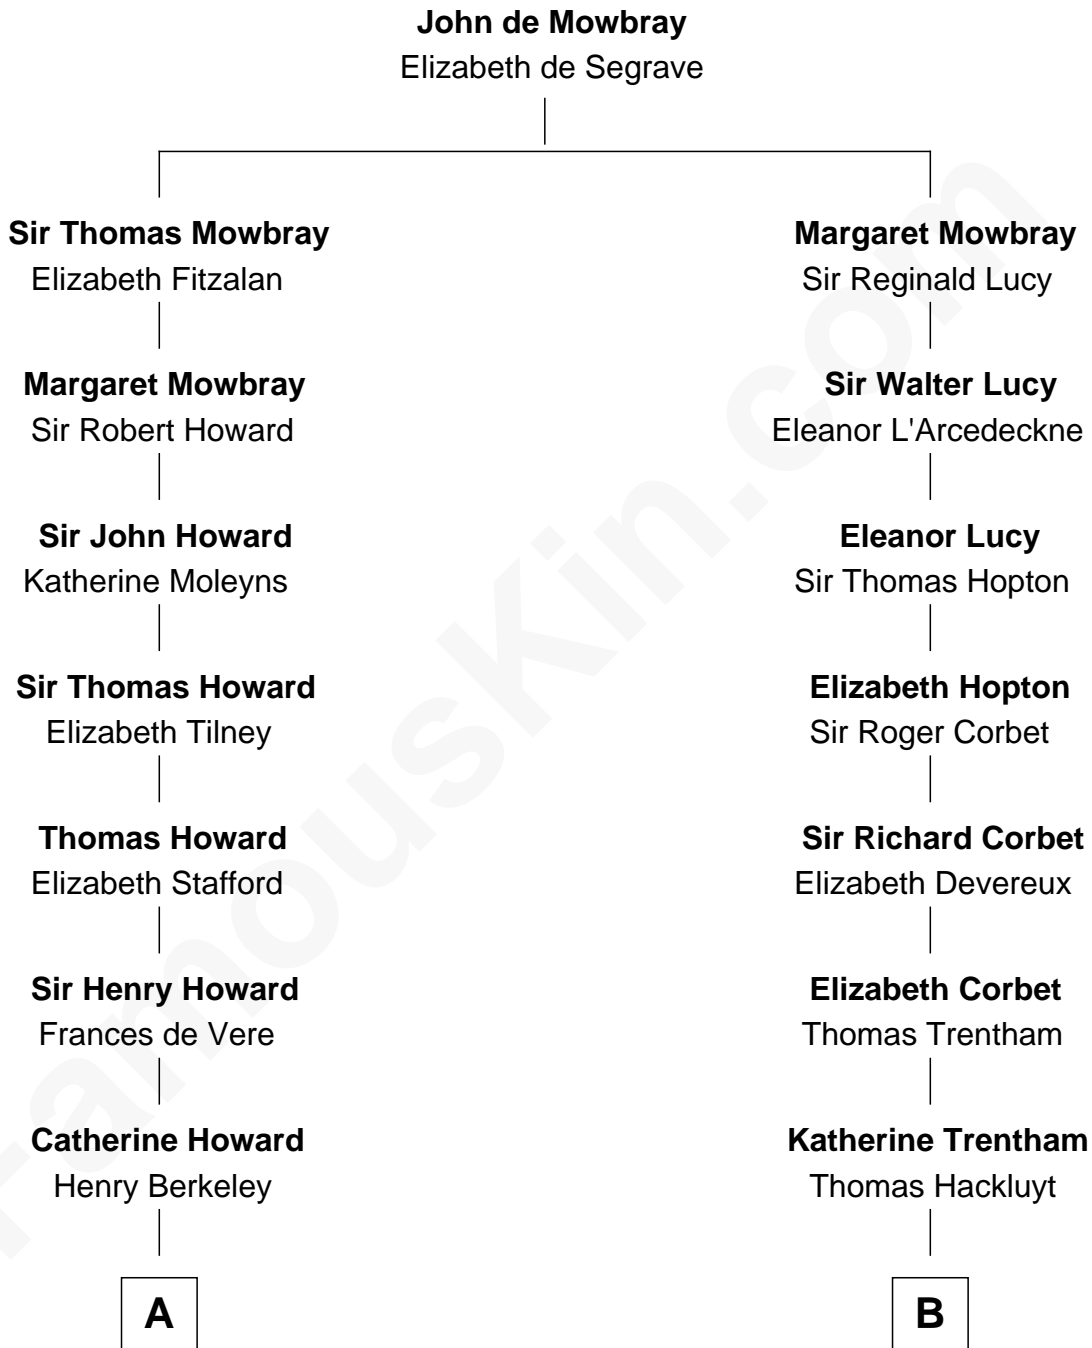 John de Mowbray
Elizabeth de Segrave
Sir Thomas Mowbray
Elizabeth Fitzalan
Margaret Mowbray
Sir Robert Howard
Sir John Howard
Katherine Moleyns
Sir Thomas Howard
Elizabeth Tilney
Thomas Howard
Elizabeth Stafford
Sir Henry Howard
Frances de Vere
Catherine Howard
Henry Berkeley
A
Margaret Mowbray
Sir Reginald Lucy
Sir Walter Lucy
Eleanor L'Arcedeckne
Eleanor Lucy
Sir Thomas Hopton
Elizabeth Hopton
Sir Roger Corbet
Sir Richard Corbet
Elizabeth Devereux
Elizabeth Corbet
Thomas Trentham
Katherine Trentham
Thomas Hackluyt
B
FamousKin.com